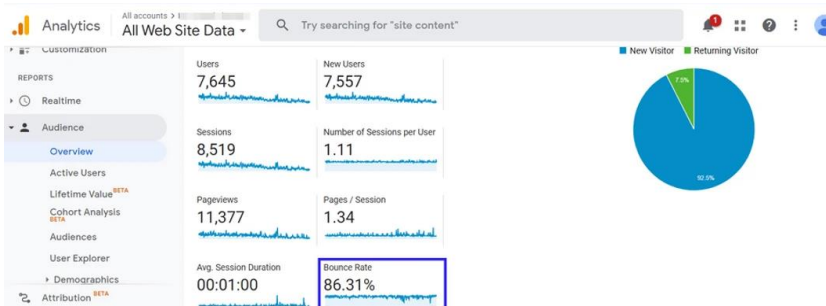 Analytics
All accounts >
All Web Site Data
Try searching for "site content"
1
Customization
REPORTS
Realtime
Audience
Overview
Active Users
Lifetime Value BETA
Cohort Analysis
BETA
Audiences
User Explorer
Demographics
Attribution BETA
Users
7,645
New Users
7,557
Sessions
8,519
Number of Sessions per User
1.11
Pageviews
11,377
Pages / Session
1.34
Avg. Session Duration
00:01:00
Bounce Rate
86.31%
New Visitor
Returning Visitor
7.5%
92.5%